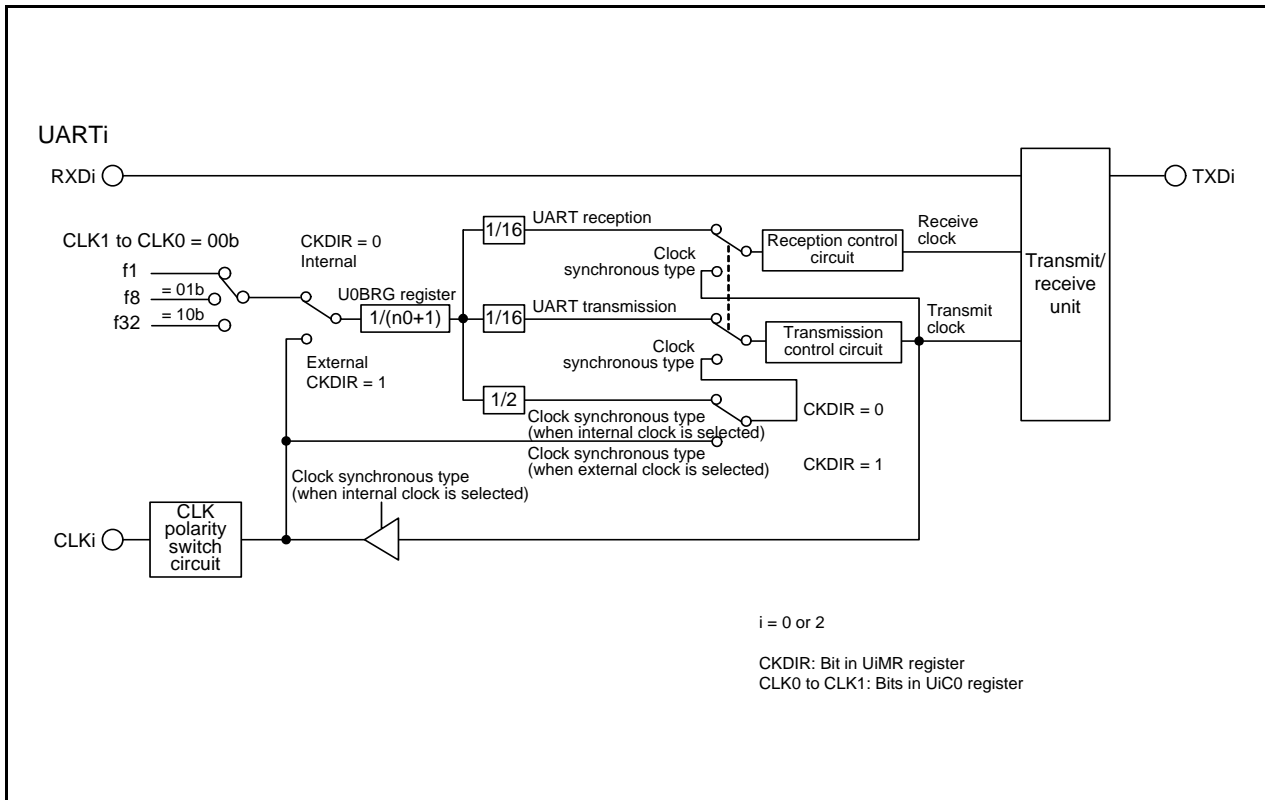 UARTi
RXDi
TXDi
CLK1 to CLK0 = 00b
f1
f8
= 01b
f32
= 10b
CKDIR = 0
Internal
U0BRG register
1/(n0+1)
External
CKDIR = 1
1/16
UART reception
Clock
synchronous type
Reception control
circuit
Receive
clock
1/16
UART transmission
Clock
synchronous type
Transmission
control circuit
Transmit
clock
Transmit/
receive
unit
1/2
Clock synchronous type
(when internal clock is selected)
CKDIR = 0
Clock synchronous type
(when external clock is selected)
CKDIR = 1
Clock synchronous type
(when internal clock is selected)
CLKi
CLK
polarity
switch
circuit
i = 0 or 2
CKDIR: Bit in UiMR register
CLK0 to CLK1: Bits in UiC0 register